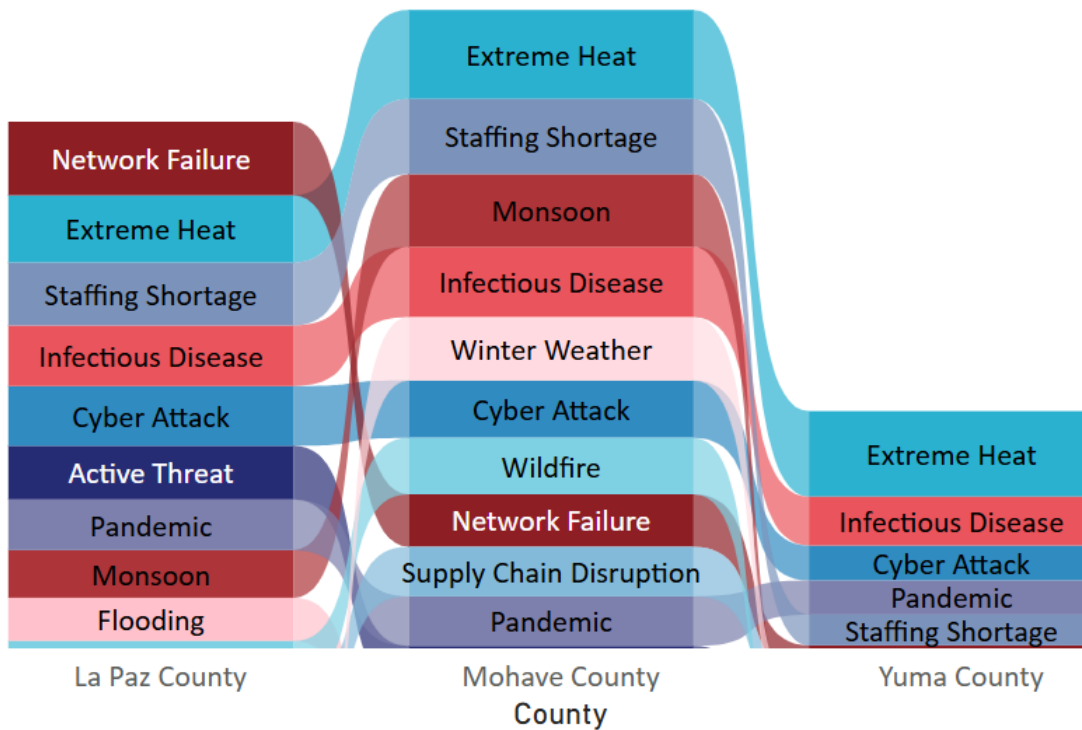 Network Failure
Extreme Heat
Staffing Shortage
Infectious Disease
Cyber Attack
Active Threat
Pandemic
Monsoon
Flooding
Extreme Heat
Staffing Shortage
Monsoon
Infectious Disease
Winter Weather
Cyber Attack
Wildfire
Network Failure
Supply Chain Disruption
Pandemic
Extreme Heat
Infectious Disease
Cyber Attack
Pandemic
Staffing Shortage
La Paz County
Mohave County
Yuma County
County